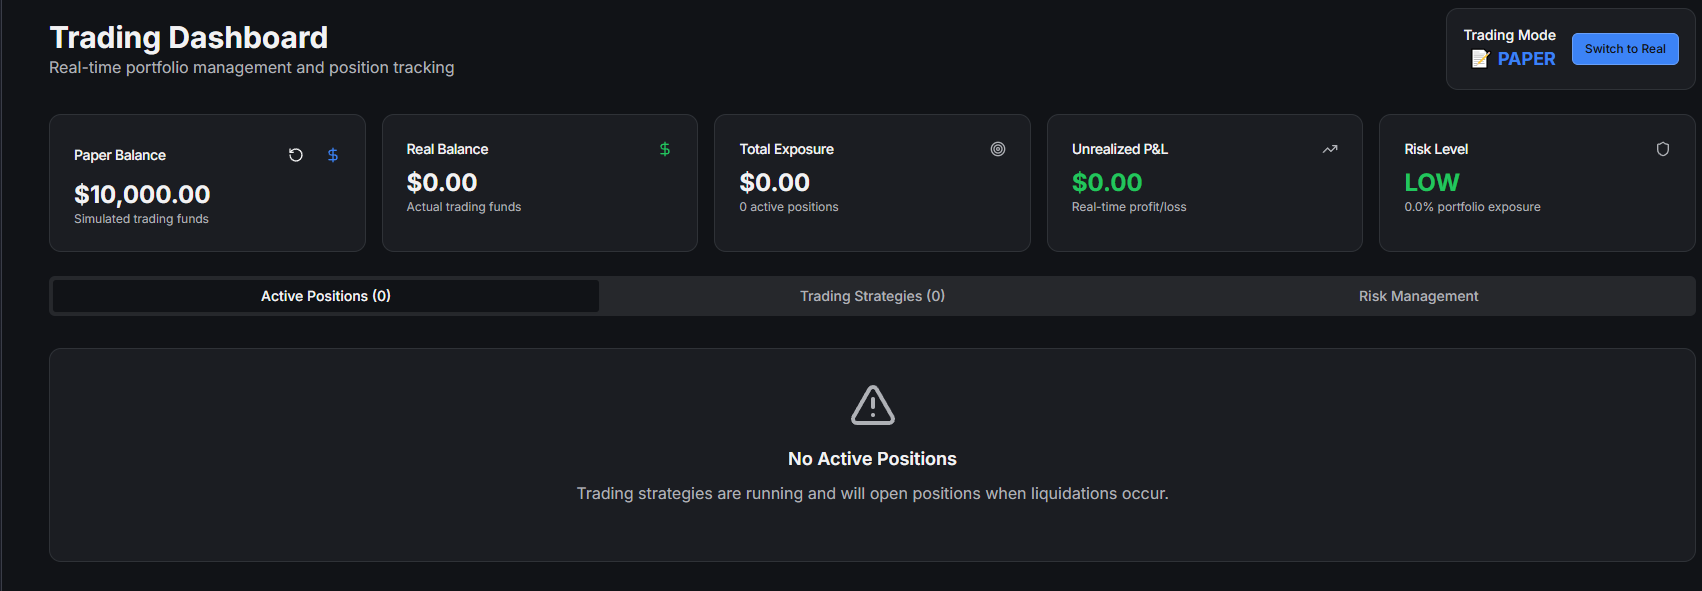 Trading Dashboard
Real-time portfolio management and position tracking
Trading Mode
PAPER
Switch to Real
Paper Balance
$10,000.00
Simulated trading funds
Real Balance
$0.00
Actual trading funds
Total Exposure
$0.00
0 active positions
Unrealized P&L
$0.00
Real-time profit/loss
Risk Level
LOW
0.0% portfolio exposure
Active Positions (0)
Trading Strategies (0)
Risk Management
No Active Positions
Trading strategies are running and will open positions when liquidations occur.